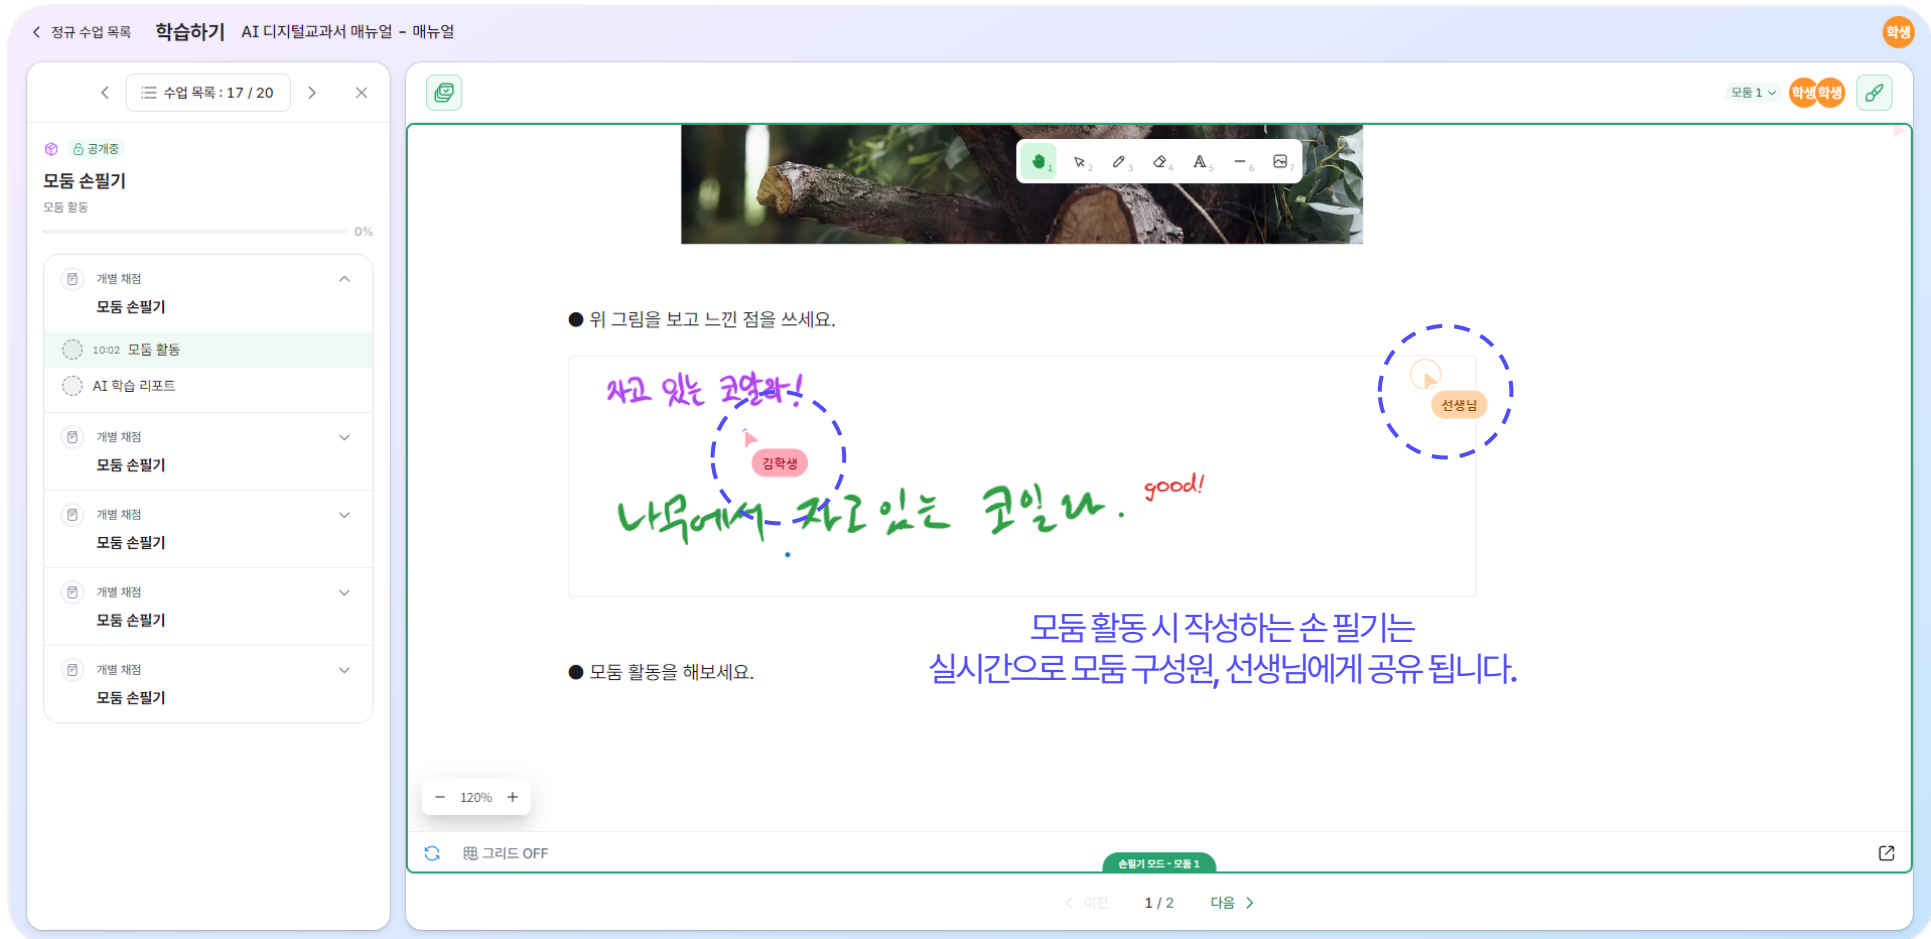 정규 수업 목록 학습하기 AI 디지털교과서 매뉴얼 - 매뉴얼 학생
수업 목록 : 17 / 20
공개중
모둠 손필기
모둠 활동
0%
개별 채점
모둠 손필기
10:02 모둠 활동
AI 학습 리포트
개별 채점
모둠 손필기
개별 채점
모둠 손필기
개별 채점
모둠 손필기
개별 채점
모둠 손필기
모둠 1 학생 학생
1 2 3 4 A 5 6 7
● 위 그림을 보고 느낀 점을 쓰세요.
자고 있는 코알라!
선생님
김학생
good!
나무에서 자고 있는 코알라.
모둠 활동 시 작성하는 손 필기는
실시간으로 모둠 구성원, 선생님에게 공유 됩니다.
● 모둠 활동을 해보세요.
120%
그리드 OFF
손필기 모드 - 모둠 1
이전 1 / 2 다음